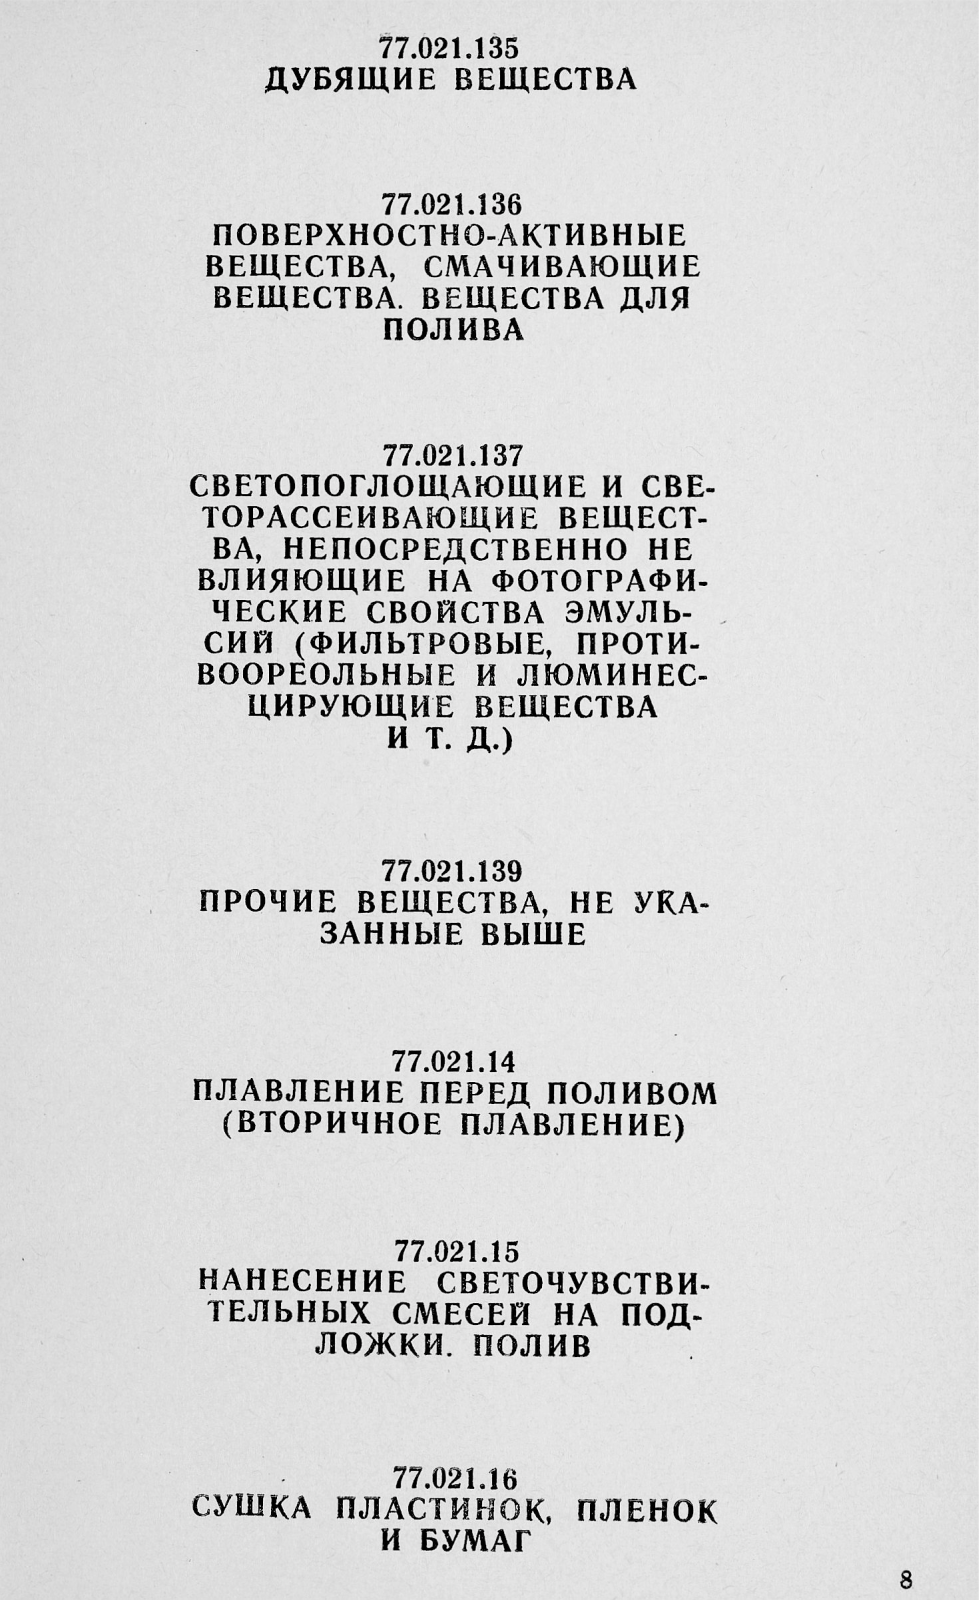 77.021.135
ДУБЯЩИЕ ВЕЩЕСТВА
77.021.136
ПОВЕРХНОСТНО-АКТИВНЫЕ
ВЕЩЕСТВА, СМАЧИВАЮЩИЕ
ВЕЩЕСТВА. ВЕЩЕСТВА ДЛЯ
ПОЛИВА
77.021.137
СВЕТОПОГЛОЩАЮЩИЕ И СВЕ-
ТОРАССЕИВАЮЩИЕ ВЕЩЕСТ-
ВА, НЕПОСРЕДСТВЕННО НЕ
ВЛИЯЮЩИЕ НА ФОТОГРАФИ-
ЧЕСКИЕ СВОЙСТВА ЭМУЛЬ-
СИЙ (ФИЛЬТРОВЫЕ, ПРОТИ-
ВООРЕОЛЬНЫЕ И ЛЮМИНЕС-
ЦИРУЮЩИЕ ВЕЩЕСТВА
И Т. Д.)
77.021.139
ПРОЧИЕ ВЕЩЕСТВА, НЕ УКА-
ЗАННЫЕ ВЫШЕ
77.021.14
ПЛАВЛЕНИЕ ПЕРЕД ПОЛИВОМ
(ВТОРИЧНОЕ ПЛАВЛЕНИЕ)
77.021.15
НАНЕСЕНИЕ СВЕТОЧУВСТВИ-
ТЕЛЬНЫХ СМЕСЕЙ НА ПОД-
ЛОЖКИ. ПОЛИВ
77.021.16
СУШКА ПЛАСТИНОК, ПЛЕНОК
И БУМАГ
8